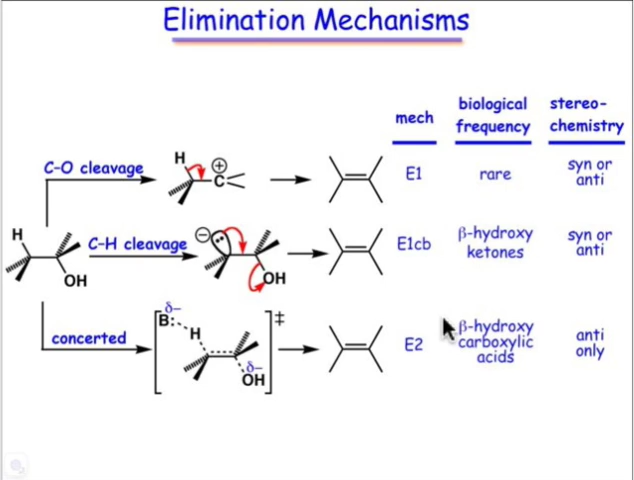 Elimination Mechanisms
mech
biological
frequency
stereo-
chemistry
C-O cleavage
H
⊕
C
E1
rare
syn or
anti
H
OH
C-H cleavage
⊖
OH
E1cb
β-hydroxy
ketones
syn or
anti
concerted
δ-
B:
H
δ-
OH
‡
E2
β-hydroxy
carboxylic
acids
anti
only